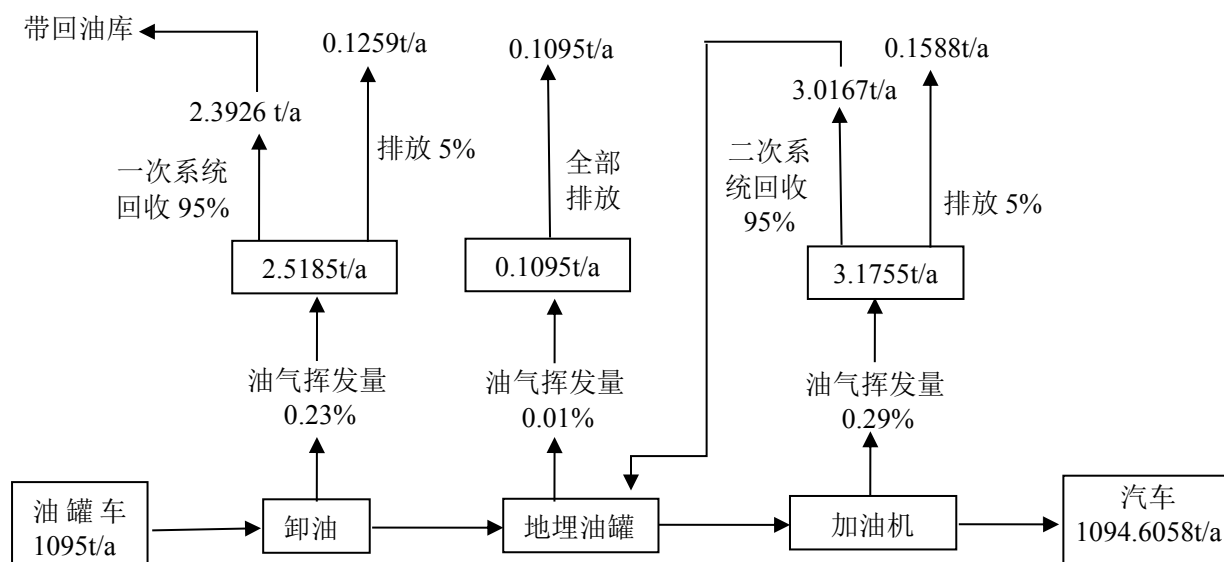 带回油库
0.1259t/a
0.1095t/a
0.1588t/a
2.3926 t/a
3.0167t/a
一次系统
回收 95%
排放 5%
全部
排放
二次系
统回收
95%
排放 5%
2.5185t/a
0.1095t/a
3.1755t/a
油气挥发量
0.23%
油气挥发量
0.01%
油气挥发量
0.29%
油 罐 车
1095t/a
卸油
地埋油罐
加油机
汽车
1094.6058t/a